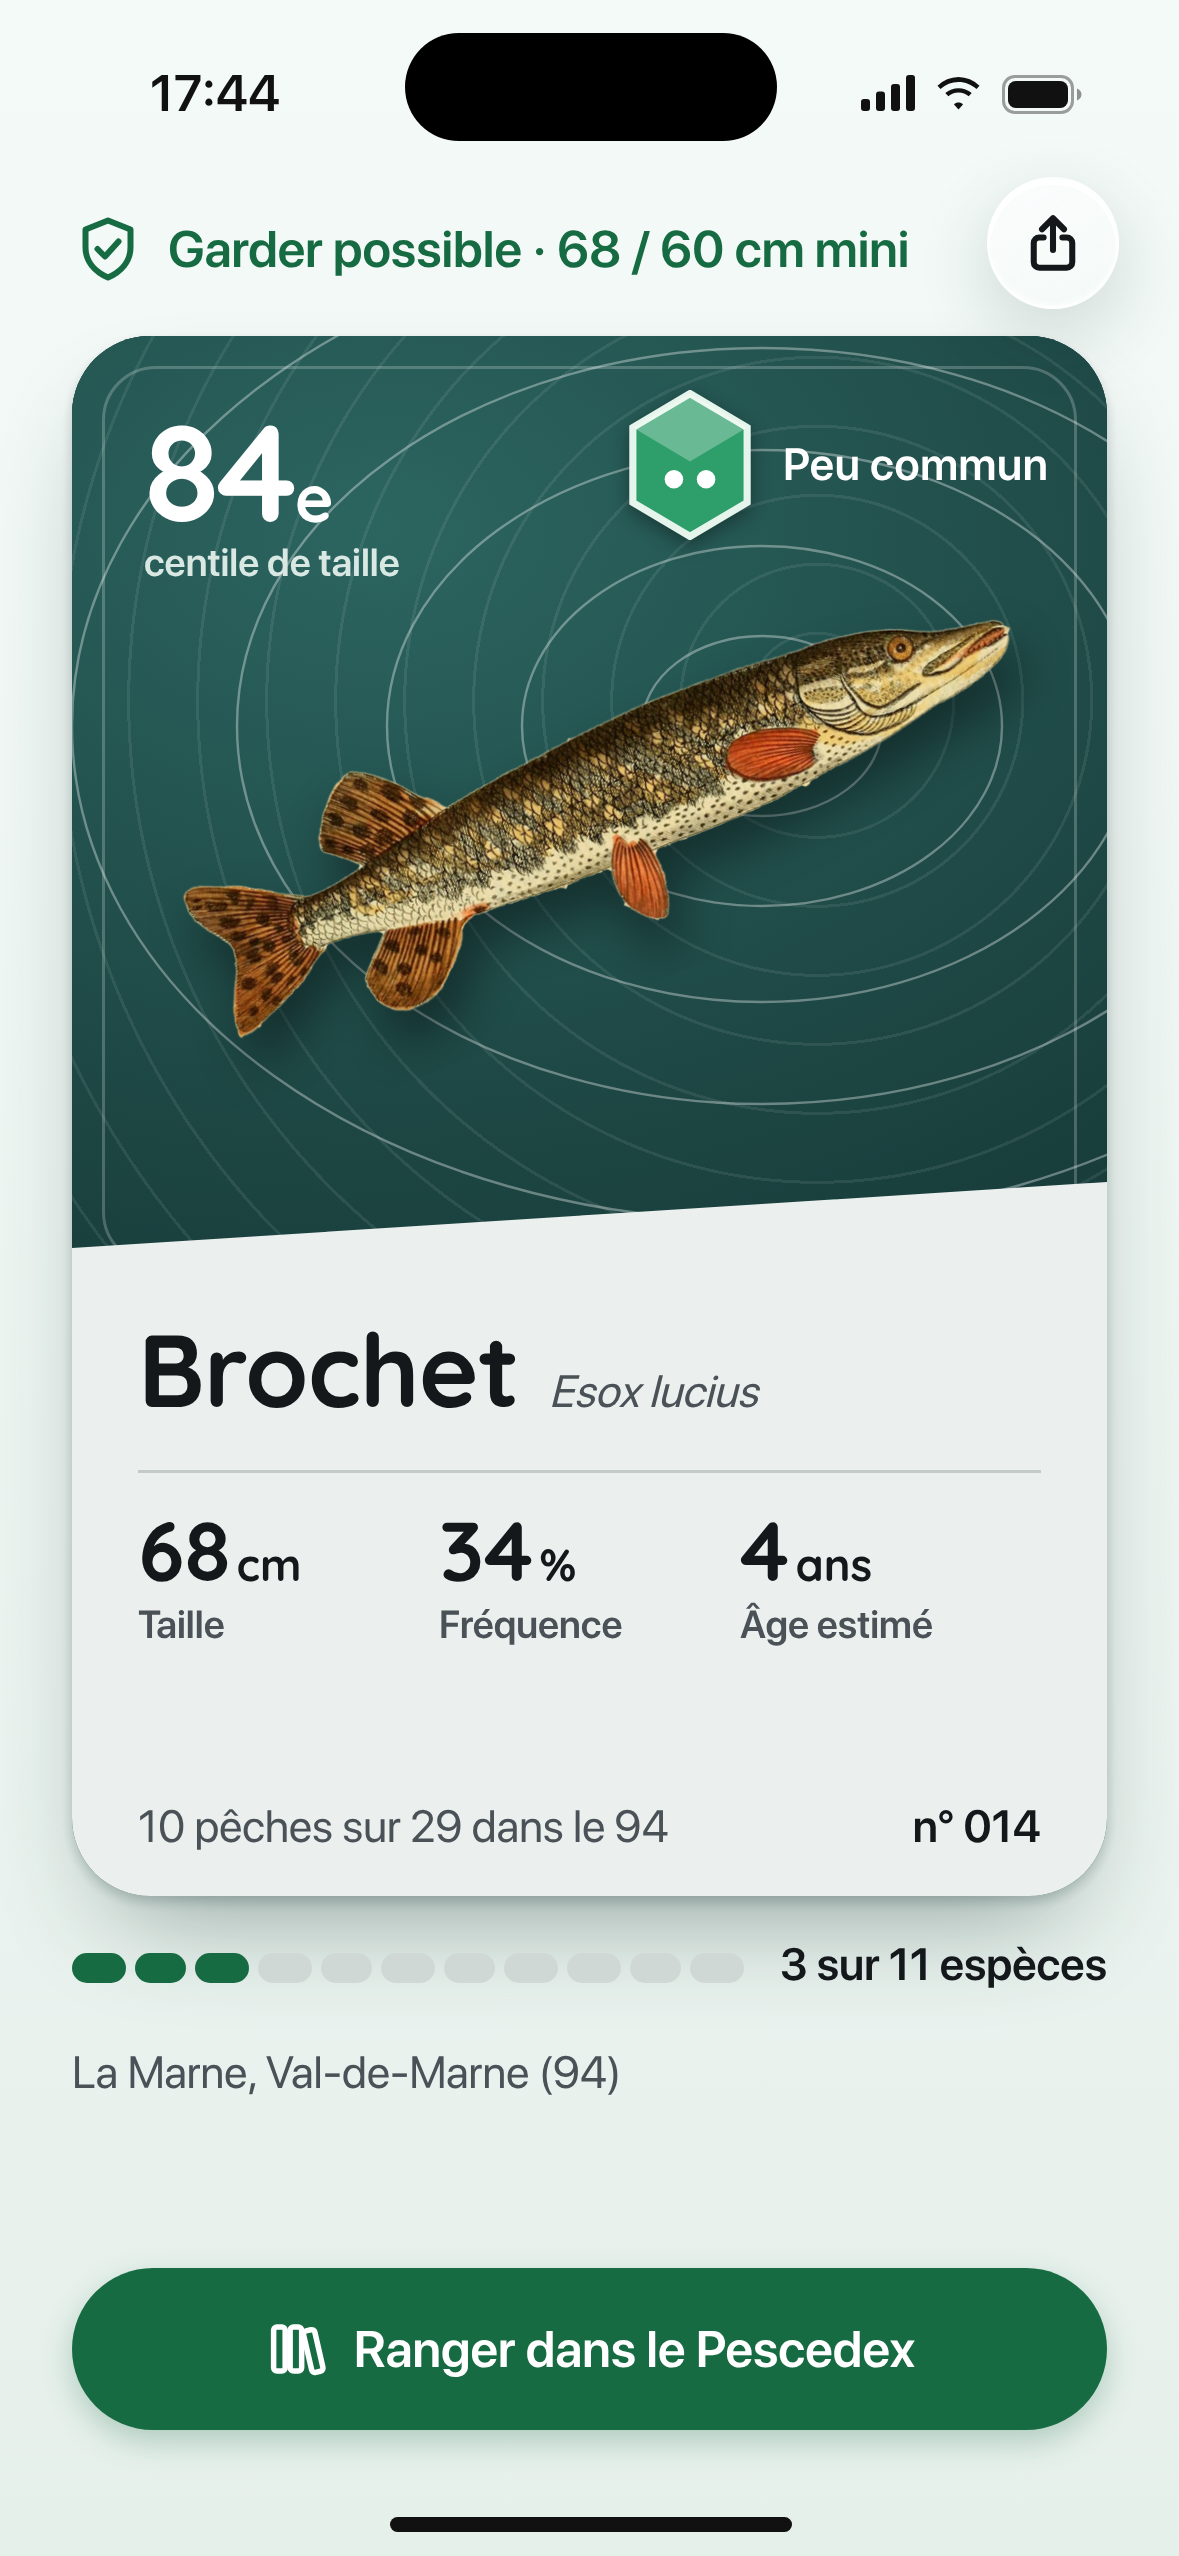 17:44
Garder possible · 68 / 60 cm mini
84e
centile de taille
Peu commun
Brochet Esox lucius
68 cm 34 % 4 ans
Taille Fréquence Âge estimé
10 pêches sur 29 dans le 94 n° 014
3 sur 11 espèces
La Marne, Val-de-Marne (94)
Ranger dans le Pescedex